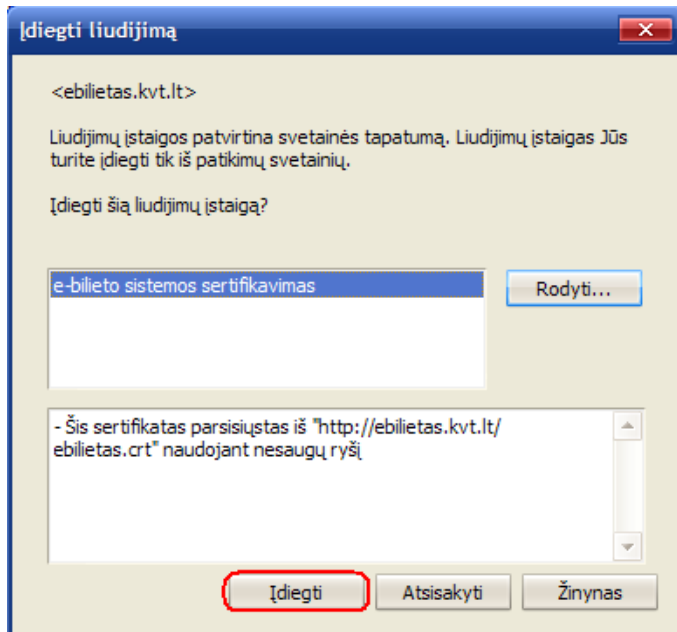 Įdiegti liudijimą
<ebilietas.kvt.lt>
Liudijimų įstaigos patvirtina svetainės tapatumą. Liudijimų įstaigas Jūs
turite įdiegti tik iš patikimų svetainių.
Įdiegti šią liudijimų įstaigą?
e-bilieto sistemos sertifikavimas
Rodyti...
- Šis sertifikatas parsisiųstas iš "http://ebilietas.kvt.lt/
ebilietas.crt" naudojant nesaugų ryšį
Įdiegti
Atsisakyti
Žinynas